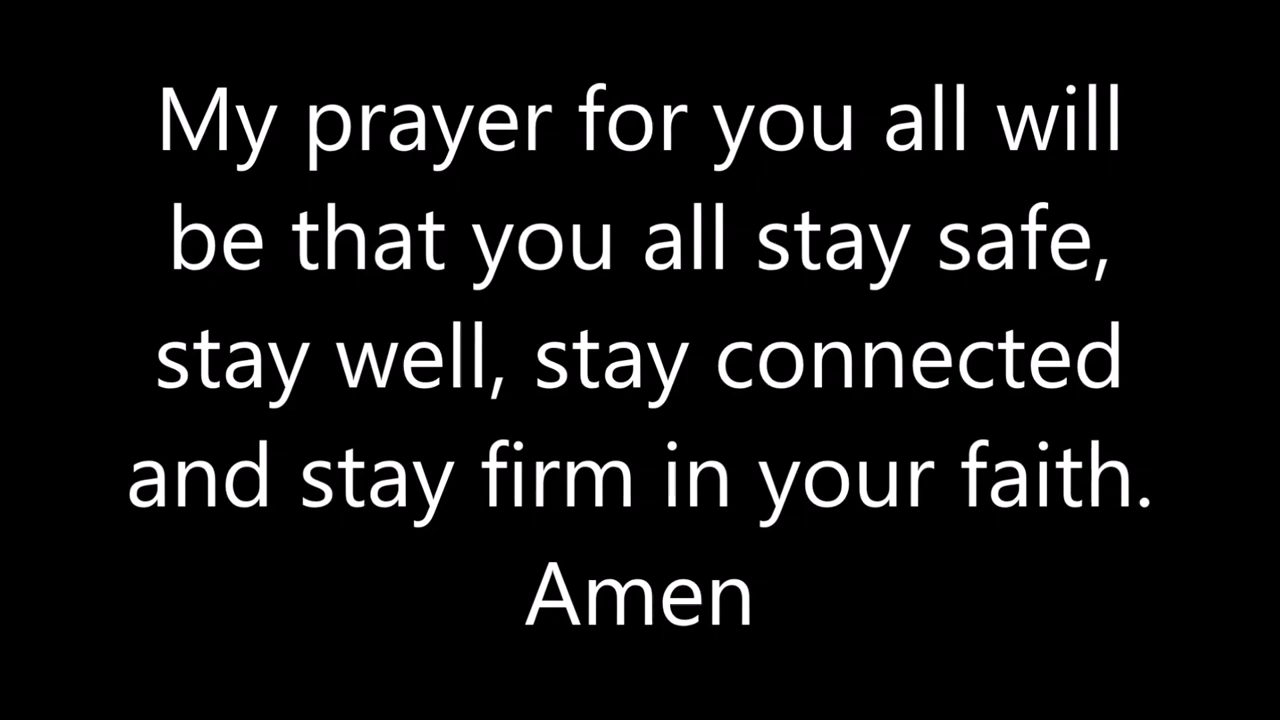 My prayer for you all will
be that you all stay safe,
stay well, stay connected
and stay firm in your faith.
Amen